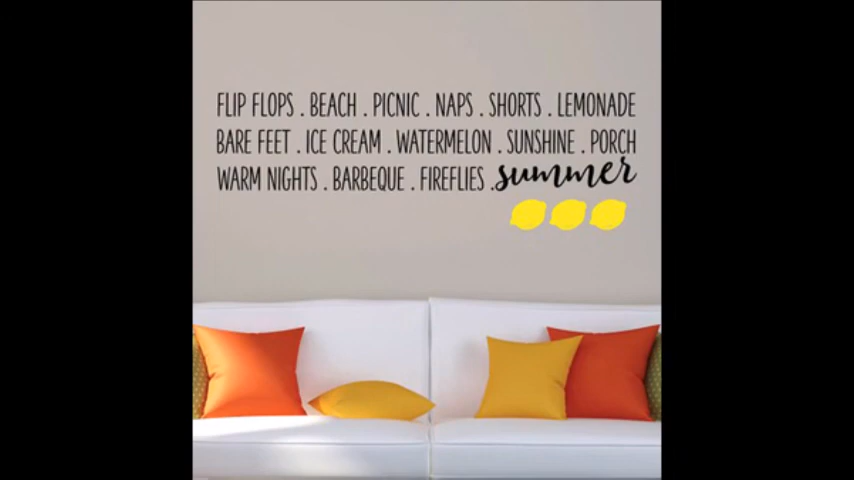 FLIP FLOPS . BEACH . PICNIC . NAPS . SHORTS . LEMONADE
BARE FEET . ICE CREAM . WATERMELON . SUNSHINE . PORCH
WARM NIGHTS . BARBEQUE . FIREFLIES . summer